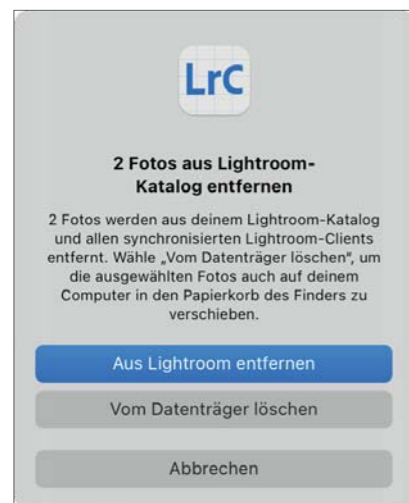 LrC
2 Fotos aus Lightroom-
Katalog entfernen
2 Fotos werden aus deinem Lightroom-Katalog
und allen synchronisierten Lightroom-Clients
entfernt. Wähle „Vom Datenträger löschen“, um
die ausgewählten Fotos auch auf deinem
Computer in den Papierkorb des Finders zu
verschieben.
Aus Lightroom entfernen
Vom Datenträger löschen
Abbrechen